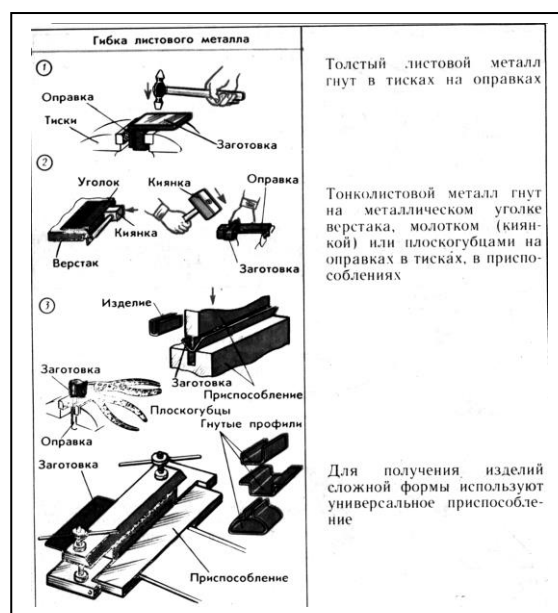 Гибка листового металла
1
Оправка
Тиски
Заготовка
Толстый листовой металл
гнут в тисках на оправках
2
Уголок
Киянка
Оправка
Киянка
Верстак
Заготовка
Тонколистовой металл гнут
на металлическом уголке
верстака, молотком (киян-
кой) или плоскогубцами на
оправках в тисках, в приспо-
соблениях
3
Изделие
Заготовка
Заготовка
Приспособление
Плоскогубцы
Оправка
Гнутые профили
Заготовка
Приспособление
Для получения изделий
сложной формы используют
универсальное приспособле-
ние